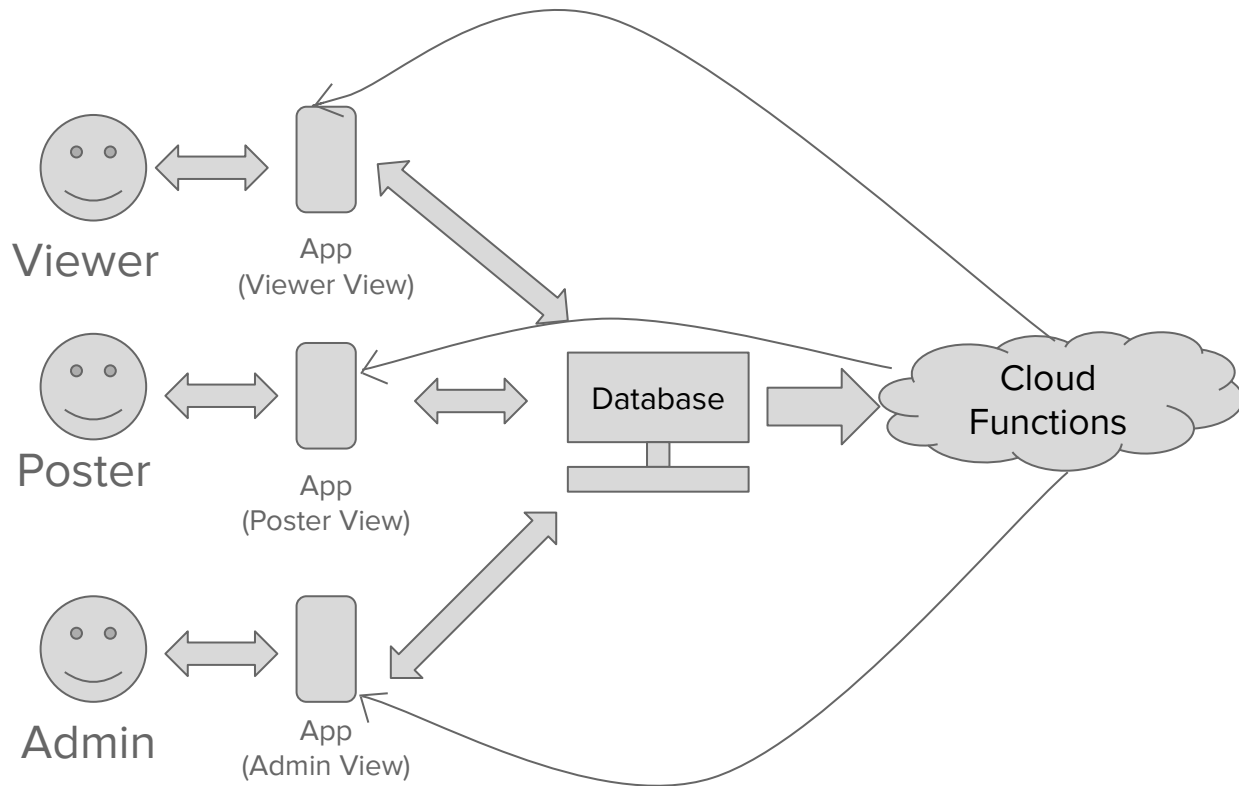 Viewer
App
(Viewer View)
Poster
App
(Poster View)
Admin
App
(Admin View)
Database
Cloud
Functions